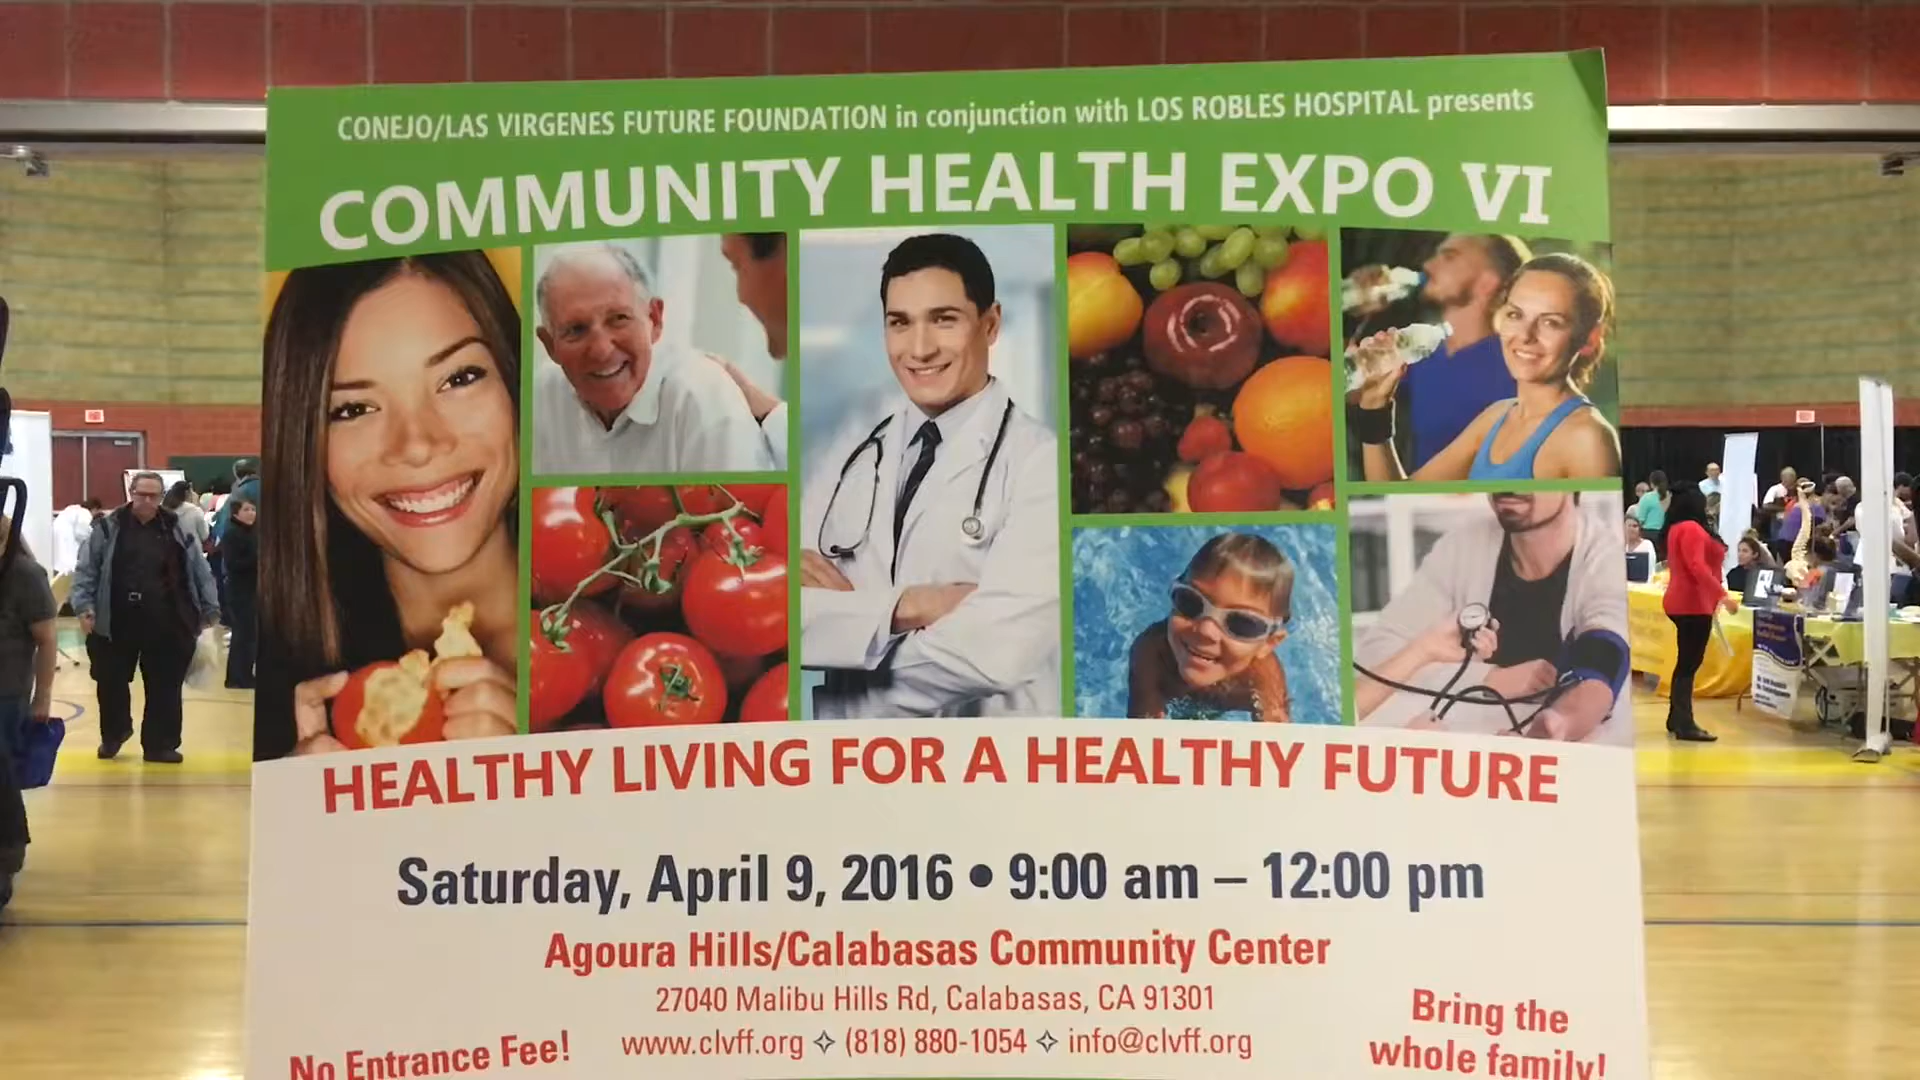 CONEJO/LAS VIRGENES FUTURE FOUNDATION in conjunction with LOS ROBLES HOSPITAL presents
COMMUNITY HEALTH EXPO VI
HEALTHY LIVING FOR A HEALTHY FUTURE
Saturday, April 9, 2016 • 9:00 am – 12:00 pm
Agoura Hills/Calabasas Community Center
27040 Malibu Hills Rd, Calabasas, CA 91301
www.clvff.org ✧ (818) 880-1054 ✧ info@clvff.org
No Entrance Fee!
Bring the
whole family!